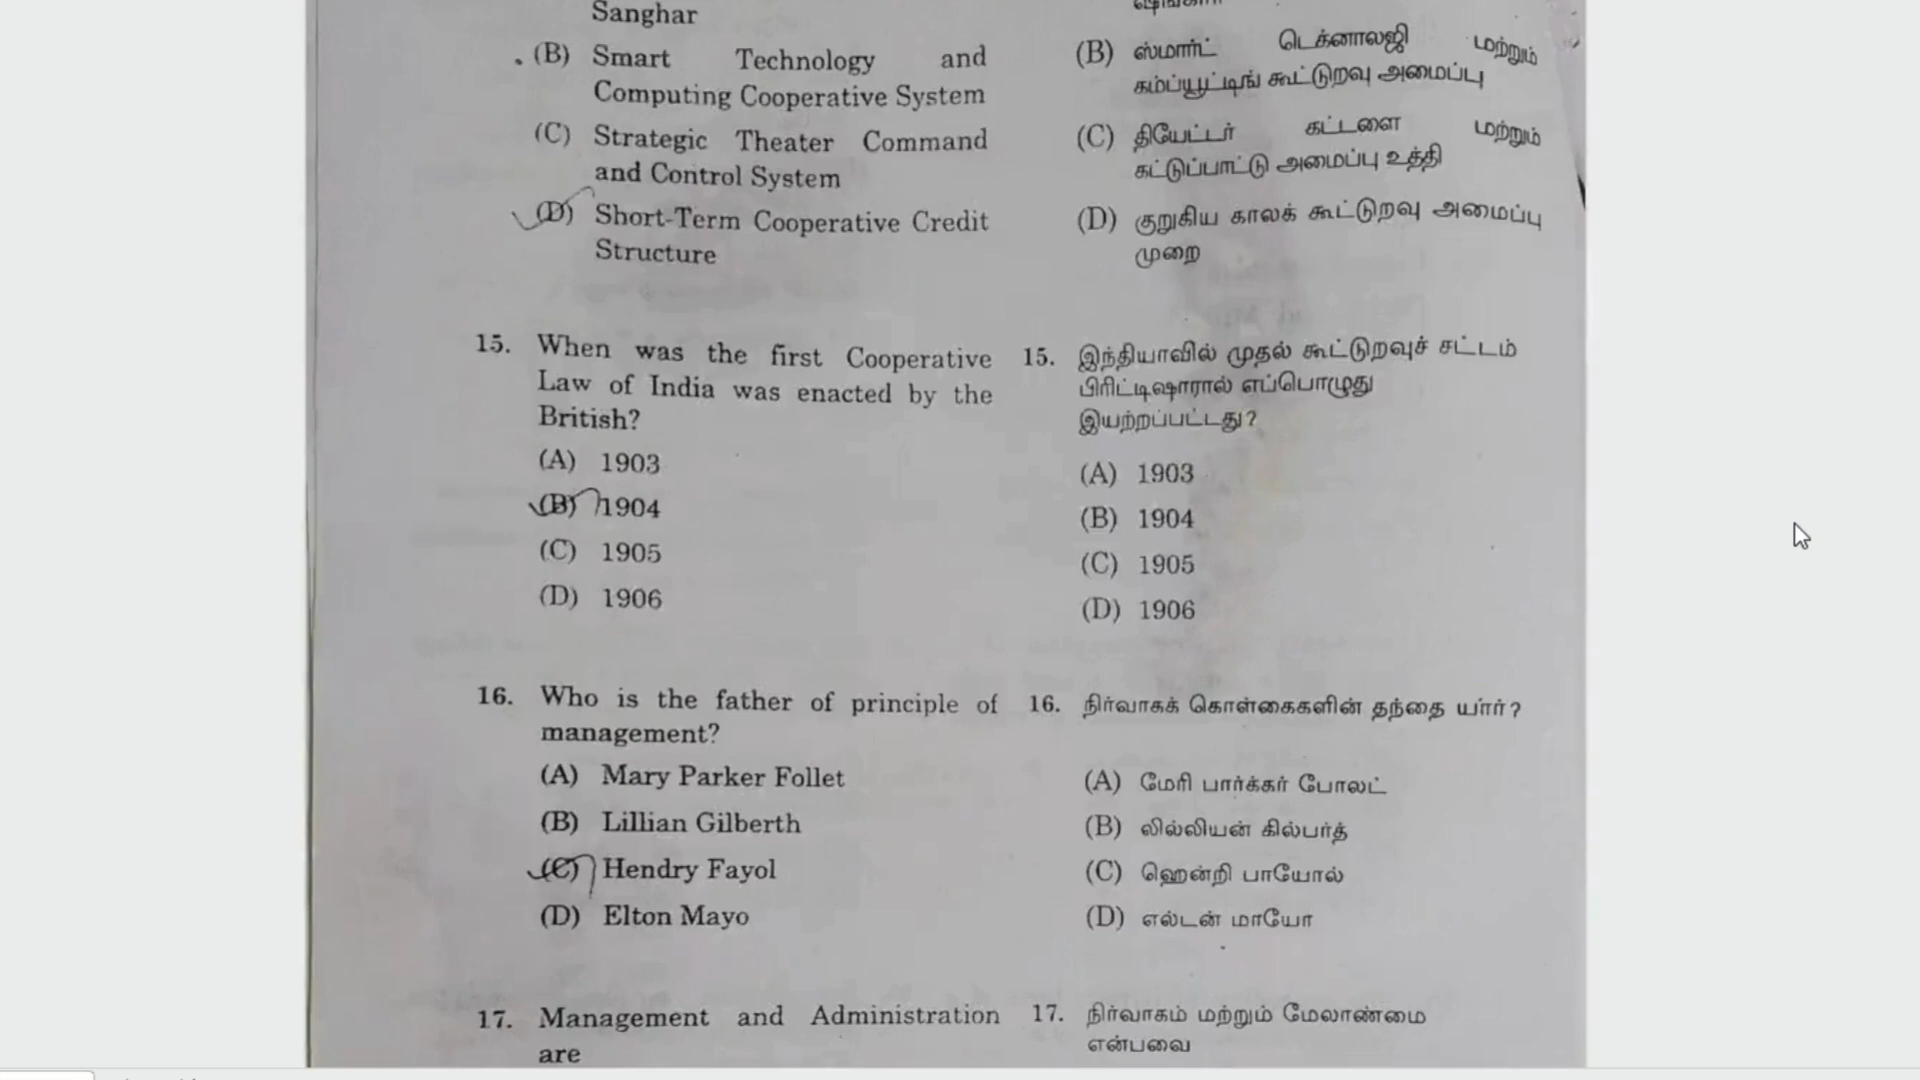 Sanghar
(B) Smart Technology and
Computing Cooperative System
(C) Strategic Theater Command
and Control System
(D) Short-Term Cooperative Credit
Structure
(B) ஸ்மார்ட் டெக்னாலஜி மற்றும்
கம்ப்யூட்டிங் கூட்டுறவு அமைப்பு
(C) தியேட்டர் கட்டளை மற்றும்
கட்டுப்பாட்டு அமைப்பு உத்தி
(D) குறுகிய காலக் கூட்டுறவு அமைப்பு
முறை
15. When was the first Cooperative
Law of India was enacted by the
British?
(A) 1903
(B) 1904
(C) 1905
(D) 1906
15. இந்தியாவில் முதல் கூட்டுறவுச் சட்டம்
பிரிட்டிஷாரால் எப்பொழுது
இயற்றப்பட்டது?
(A) 1903
(B) 1904
(C) 1905
(D) 1906
16. Who is the father of principle of
management?
(A) Mary Parker Follet
(B) Lillian Gilberth
(C) Hendry Fayol
(D) Elton Mayo
16. நிர்வாகக் கொள்கைகளின் தந்தை யார்?
(A) மேரி பார்க்கர் போலட்
(B) லில்லியன் கில்பர்த்
(C) ஹென்றி பாயோல்
(D) எல்டன் மாயோ
17. Management and Administration
are
17. நிர்வாகம் மற்றும் மேலாண்மை
என்பவை